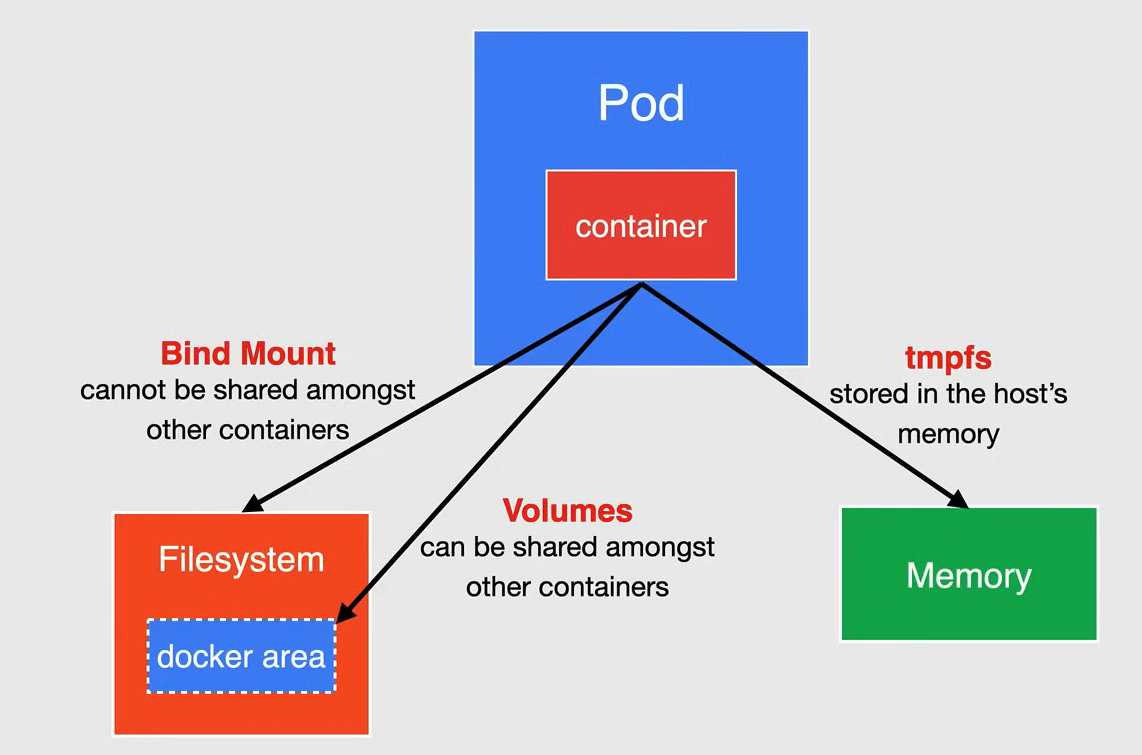 Pod
container
Bind Mount
cannot be shared amongst
other containers
tmpfs
stored in the host’s
memory
Volumes
can be shared amongst
other containers
Filesystem
docker area
Memory